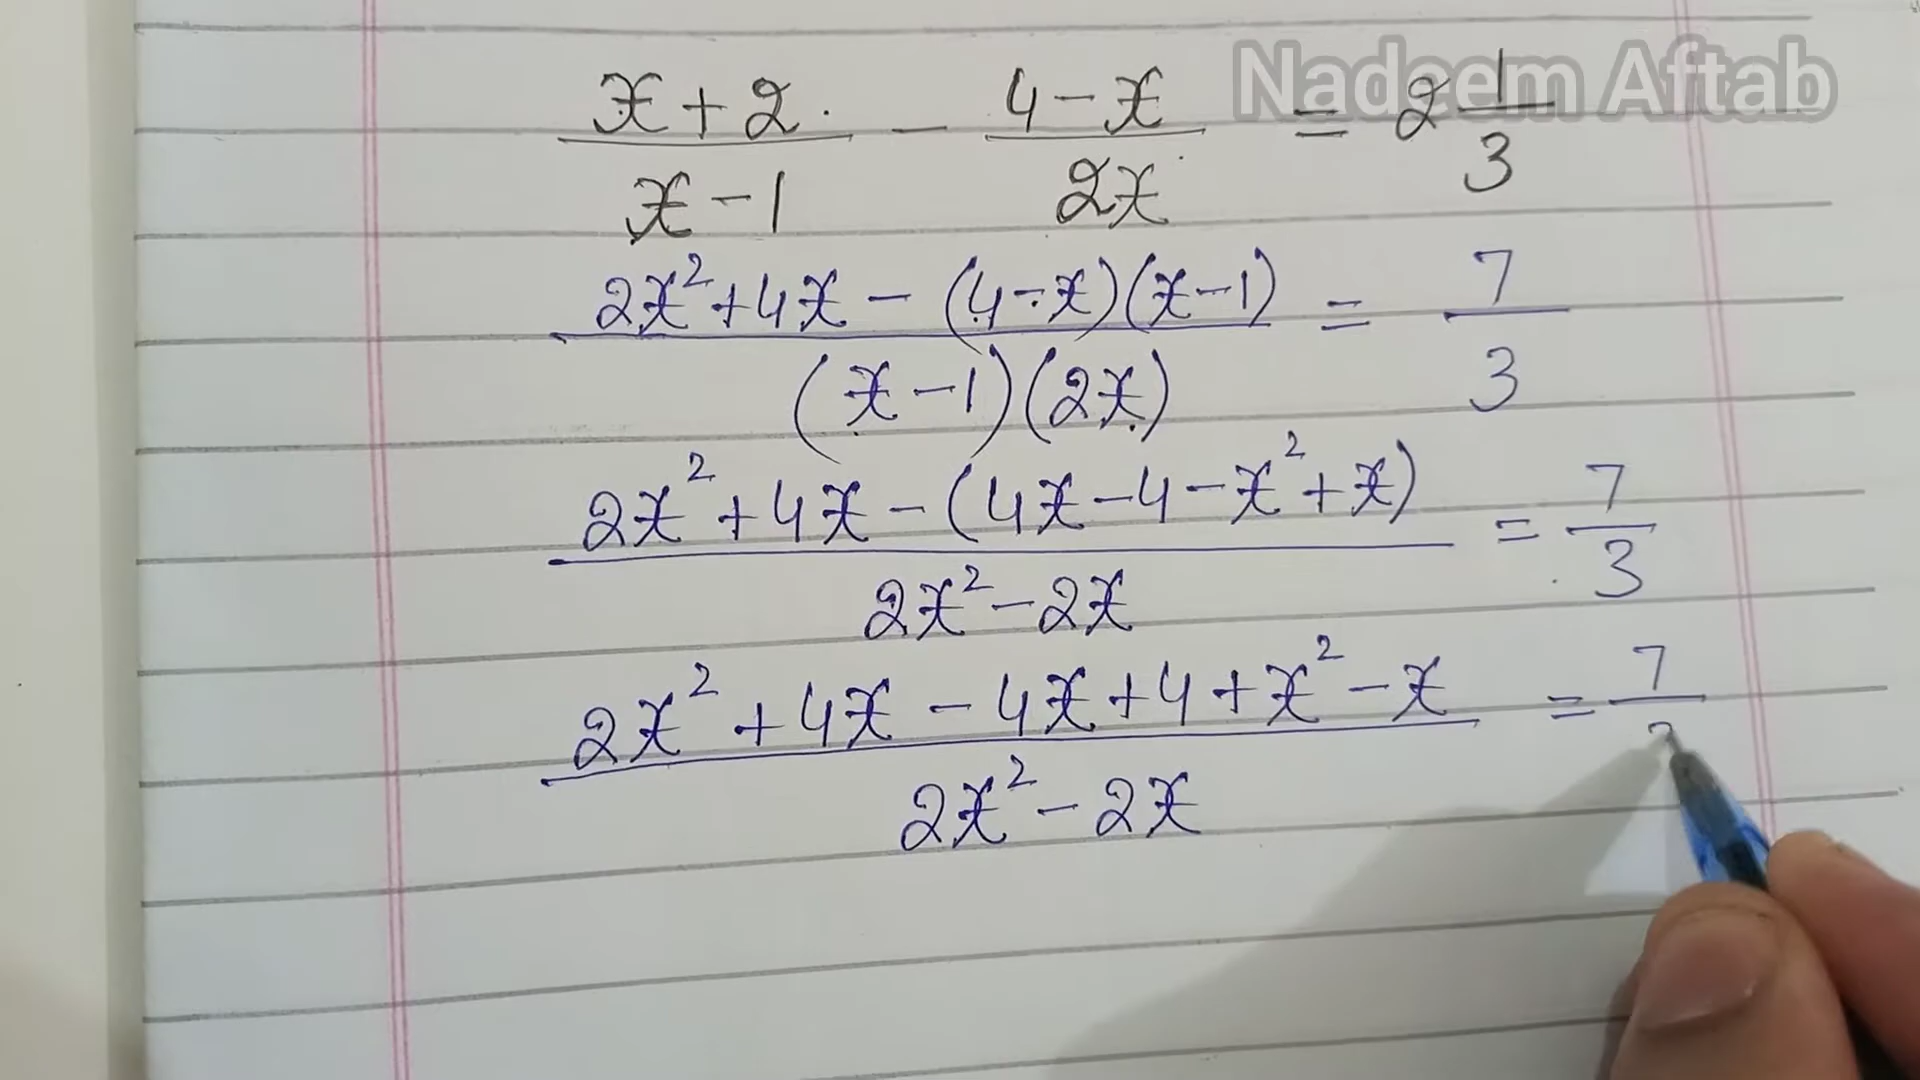 Nadeem Aftab
x+2 / x-1 - 4-x / 2x = 2 1/3
2x²+4x-(4-x)(x-1) / (x-1)(2x) = 7/3
2x²+4x-(4x-4-x²+x) / 2x²-2x = 7/3
2x²+4x-4x+4+x²-x / 2x²-2x = 7/